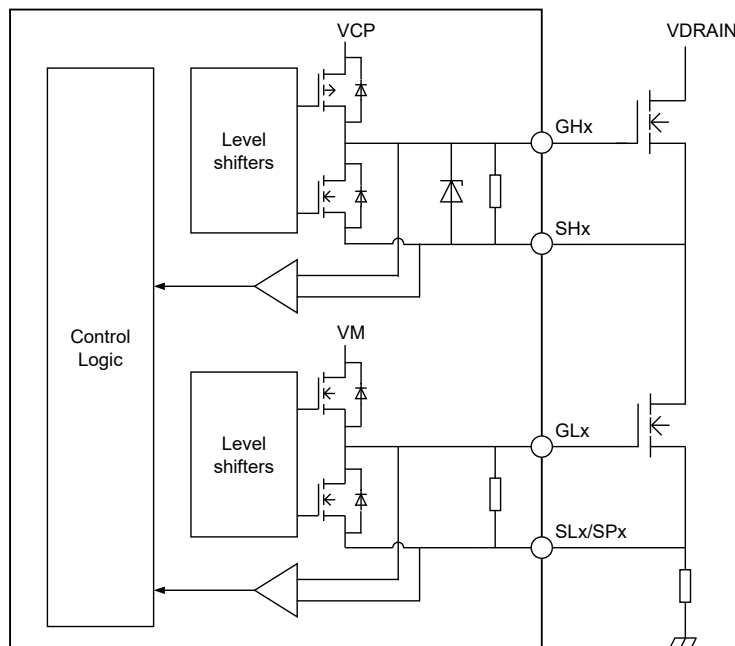 VCP
VDRAIN
Level
shifters
GHx
SHx
Control
Logic
VM
Level
shifters
GLx
SLx/SPx